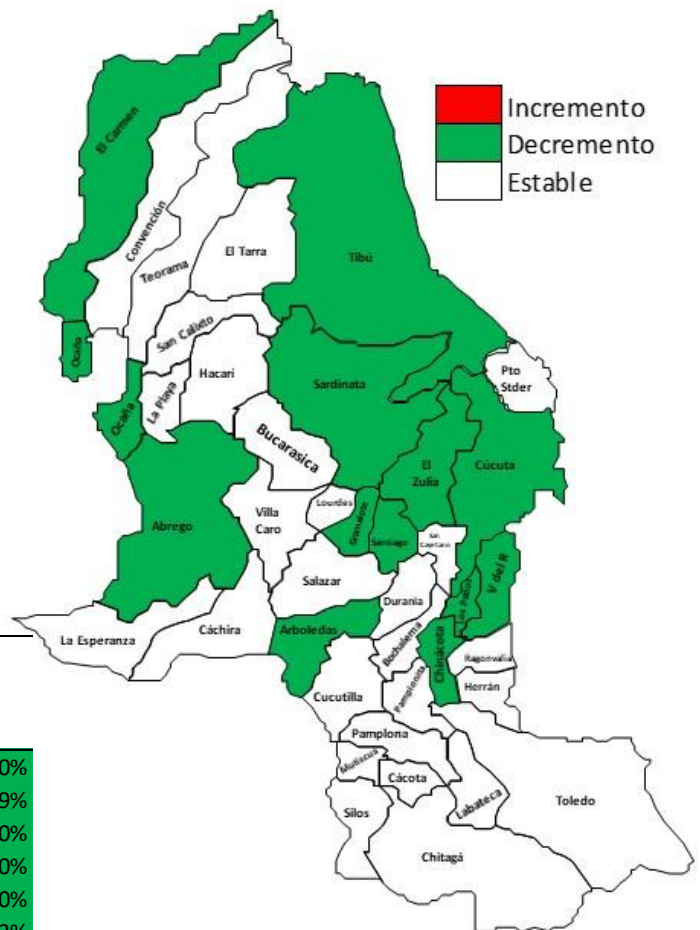 Incremento
Decremento
Estable
El Carmen
Convención
Teorama
El Tarra
Tibú
San Calixto
Ocaña
Hacarí
La Playa
Sardinata
Pto
Stder
Ocaña
Bucarasica
El
Zulia
Cúcuta
Abrego
Villa
Caro
Lourdes
Gramalote
Santiago
San
Cayetano
Salazar
Durania
Los Patios
V del R
La Esperanza
Cáchira
Arboledas
Bochalema
Chinácota
Ragonvalia
Herrán
Cucutilla
Pamplonita
Pamplona
Mutiscua
Cácota
Labateca
Toledo
Silos
Chitagá
0%
9%
0%
0%
0%